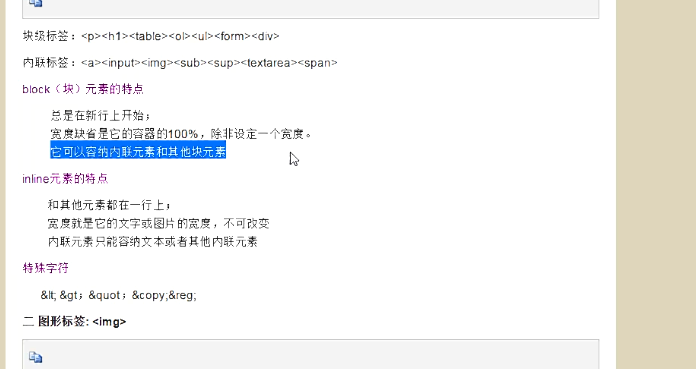 块级标签：<p><h1><table><ol><ul><form><div>
内联标签：<a><input><img><sub><sup><textarea><span>
block（块）元素的特点
总是在新行上开始；
宽度缺省是它的容器的100%，除非设定一个宽度。
它可以容纳内联元素和其他块元素
inline元素的特点
和其他元素都在一行上；
宽度就是它的文字或图片的宽度，不可改变
内联元素只能容纳文本或者其他内联元素
特殊字符
&lt; &gt；&quot；&copy;&reg;
二 图形标签: <img>